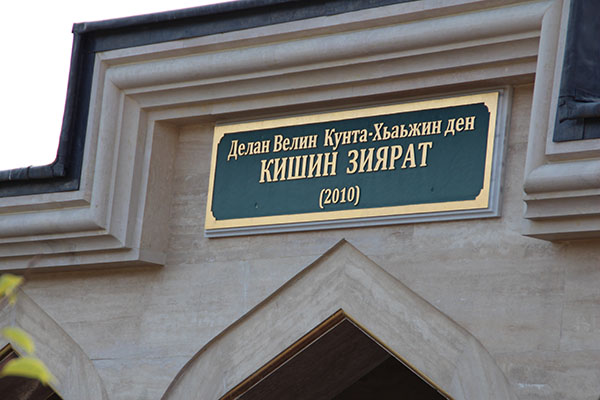 Делан Велин Кунта-Хьаьжин ден
КИШИН ЗИЯРАТ
(2010)